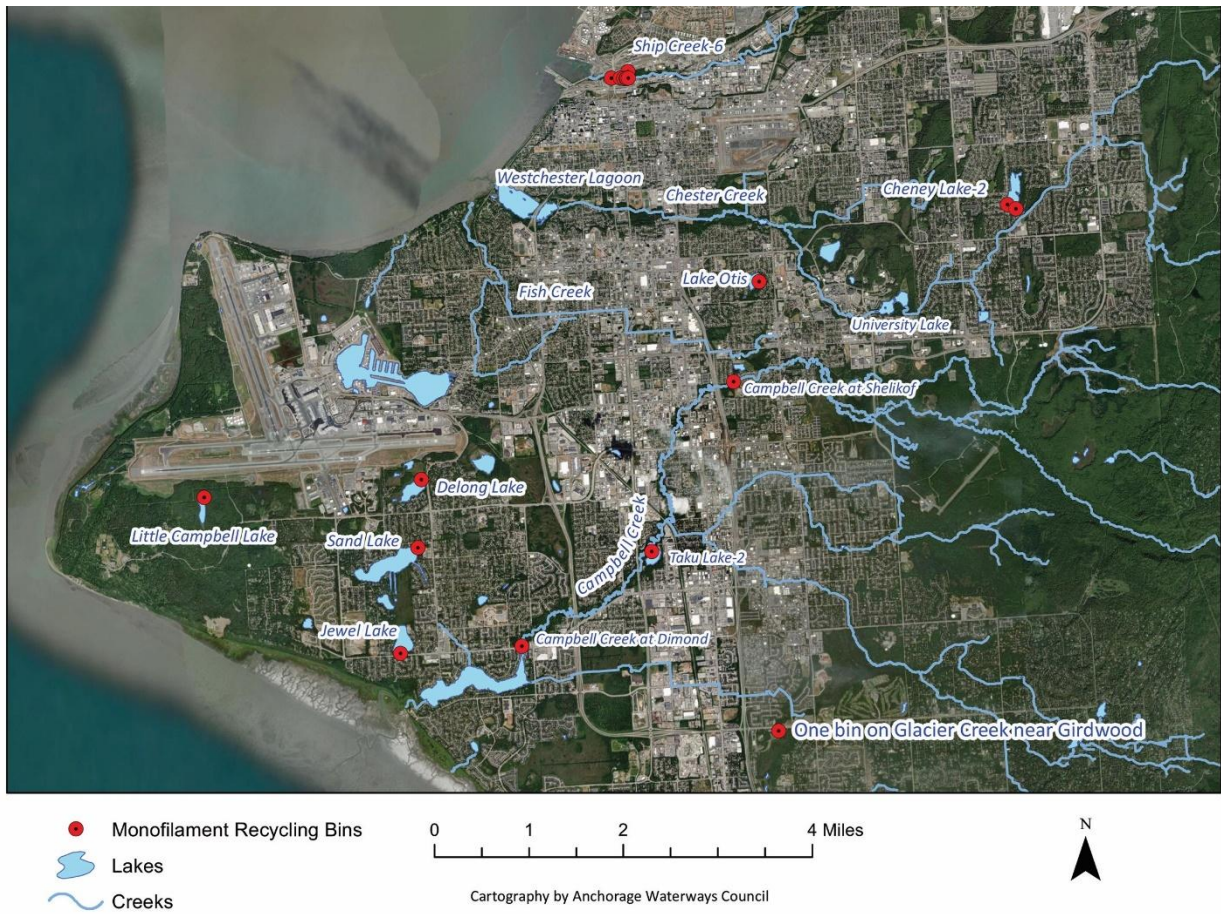 Ship Creek-6
Westchester Lagoon
Chester Creek
Cheney Lake-2
Lake Otis
Fish Creek
University Lake
Campbell Creek at Shelikof
Delong Lake
Little Campbell Lake
Sand Lake
Campbell Creek
Taku Lake-2
Jewel Lake
Campbell Creek at Dimond
One bin on Glacier Creek near Girdwood
Monofilament Recycling Bins
Lakes
Creeks
0 1 2 4 Miles
Cartography by Anchorage Waterways Council
N